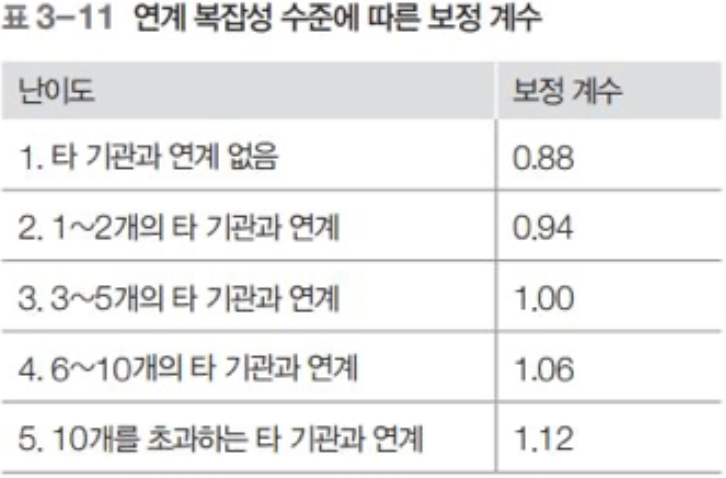 표 3-11 연계 복잡성 수준에 따른 보정 계수
난이도 보정 계수
1. 타 기관과 연계 없음 0.88
2. 1~2개의 타 기관과 연계 0.94
3. 3~5개의 타 기관과 연계 1.00
4. 6~10개의 타 기관과 연계 1.06
5. 10개를 초과하는 타 기관과 연계 1.12